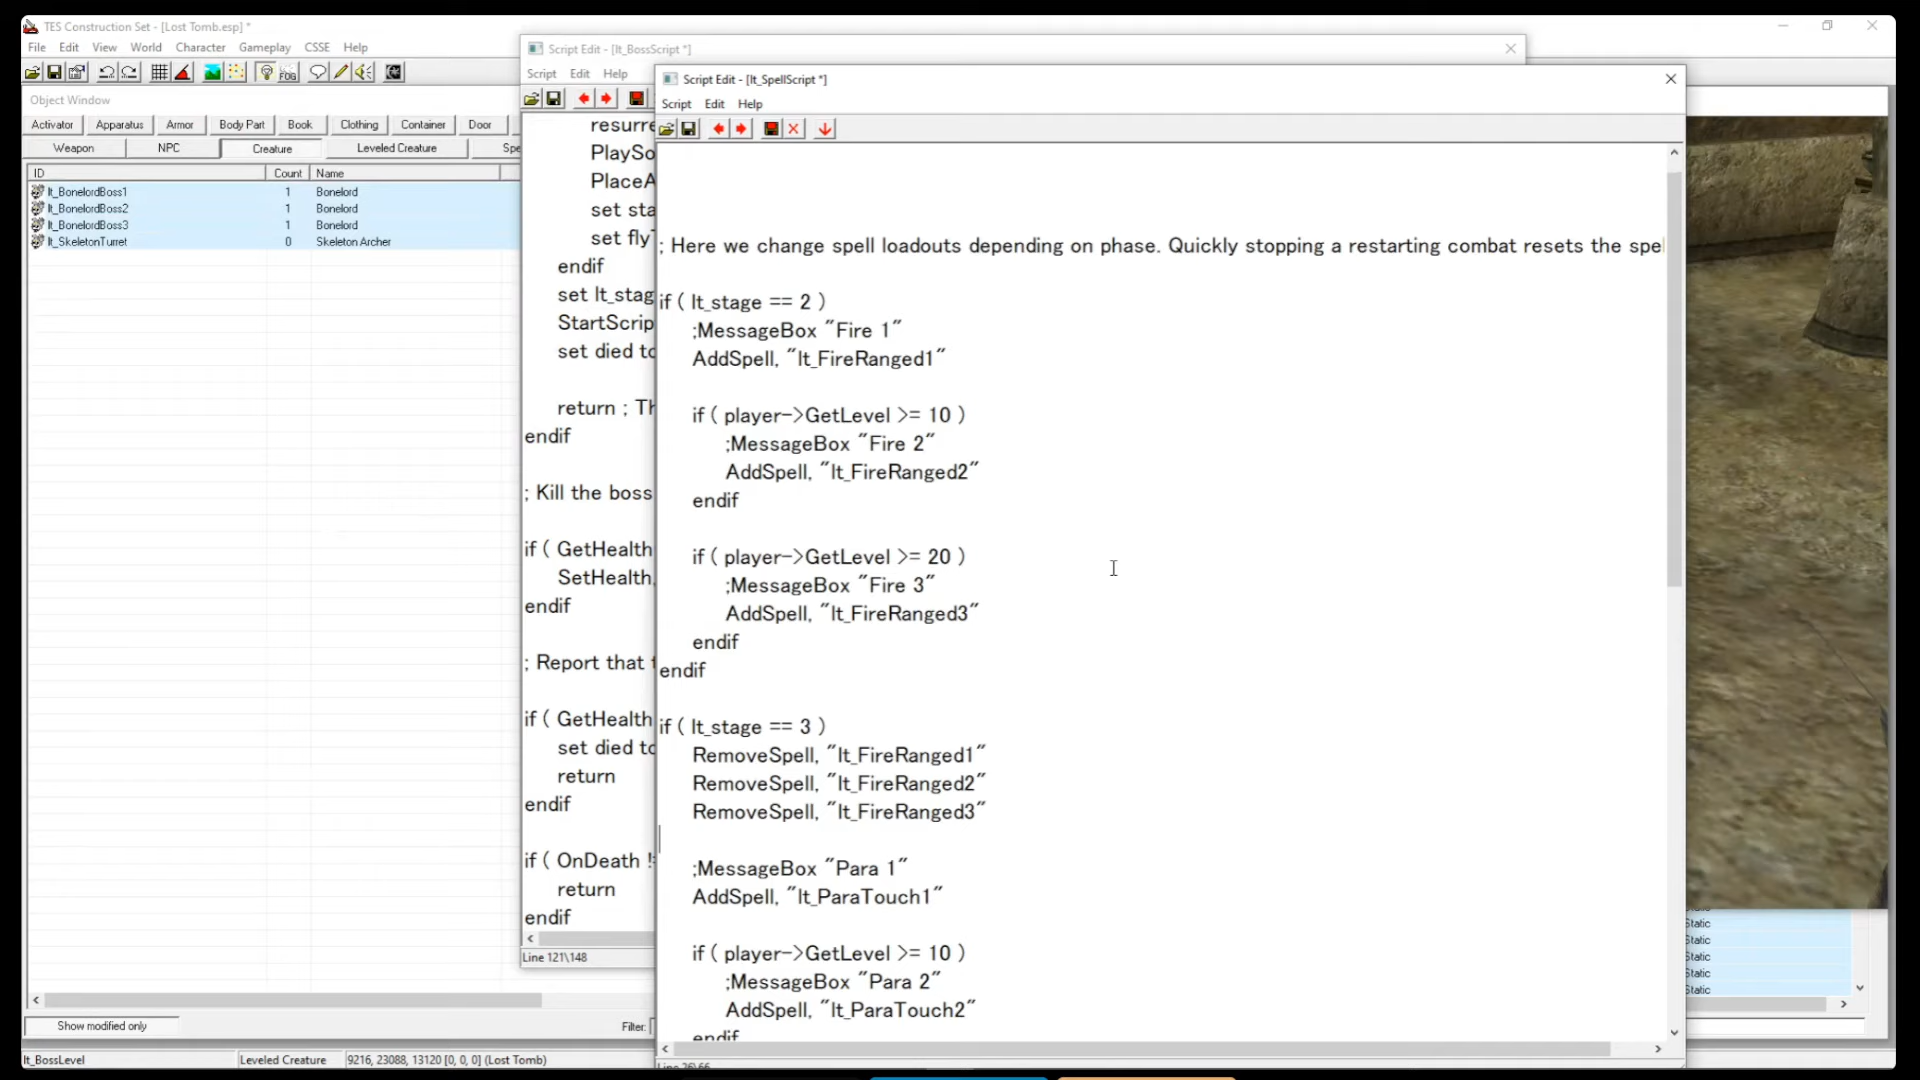 TES Construction Set - [Lost Tomb.esp] *
File Edit View World Character Gameplay CSSE Help
FOG
Object Window
Activator Apparatus Armor Body Part Book Clothing Container Door
Weapon NPC Creature Leveled Creature Spe
ID Count Name
lt_BonelordBoss1 1 Bonelord
lt_BonelordBoss2 1 Bonelord
lt_BonelordBoss3 1 Bonelord
lt_SkeletonTurret 0 Skeleton Archer
Show modified only
Filter:
lt_BossLevel Leveled Creature 9216, 23088, 13120 [0, 0, 0] (Lost Tomb)
Script Edit - [lt_BossScript *]
Script Edit Help
resurre
PlaySo
PlaceA
set sta
set fly
endif
set lt_stag
StartScrip
set died to
return ; Th
endif
; Kill the boss
if ( GetHealth
SetHealth,
endif
; Report that
if ( GetHealth
set died to
return
endif
if ( OnDeath !
return
endif
Line 121\148
Script Edit - [lt_SpellScript *]
Script Edit Help
; Here we change spell loadouts depending on phase. Quickly stopping a restarting combat resets the spel
if ( lt_stage == 2 )
;MessageBox "Fire 1"
AddSpell, "lt_FireRanged1"
if ( player->GetLevel >= 10 )
;MessageBox "Fire 2"
AddSpell, "lt_FireRanged2"
endif
if ( player->GetLevel >= 20 )
;MessageBox "Fire 3"
AddSpell, "lt_FireRanged3"
endif
endif
if ( lt_stage == 3 )
RemoveSpell, "lt_FireRanged1"
RemoveSpell, "lt_FireRanged2"
RemoveSpell, "lt_FireRanged3"
;MessageBox "Para 1"
AddSpell, "lt_ParaTouch1"
if ( player->GetLevel >= 10 )
;MessageBox "Para 2"
AddSpell, "lt_ParaTouch2"
endif
Static
Static
Static
Static
Static